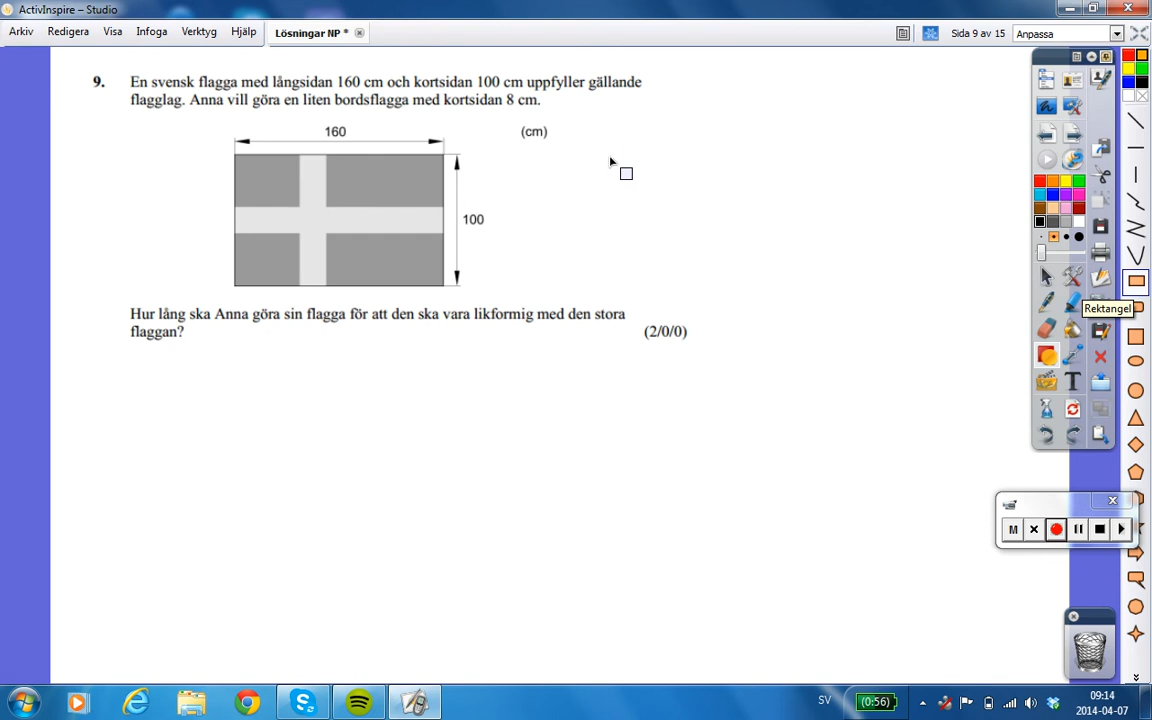 ActivInspire – Studio
Arkiv Redigera Visa Infoga Verktyg Hjälp Lösningar NP * Sida 9 av 15 Anpassa
9. En svensk flagga med långsidan 160 cm och kortsidan 100 cm uppfyller gällande
flagglag. Anna vill göra en liten bordsflagga med kortsidan 8 cm.
160 (cm)
100
Hur lång ska Anna göra sin flagga för att den ska vara likformig med den stora
flaggan? (2/0/0)
Rektangel
T
M
SV (0:56) 09:14
2014-04-07